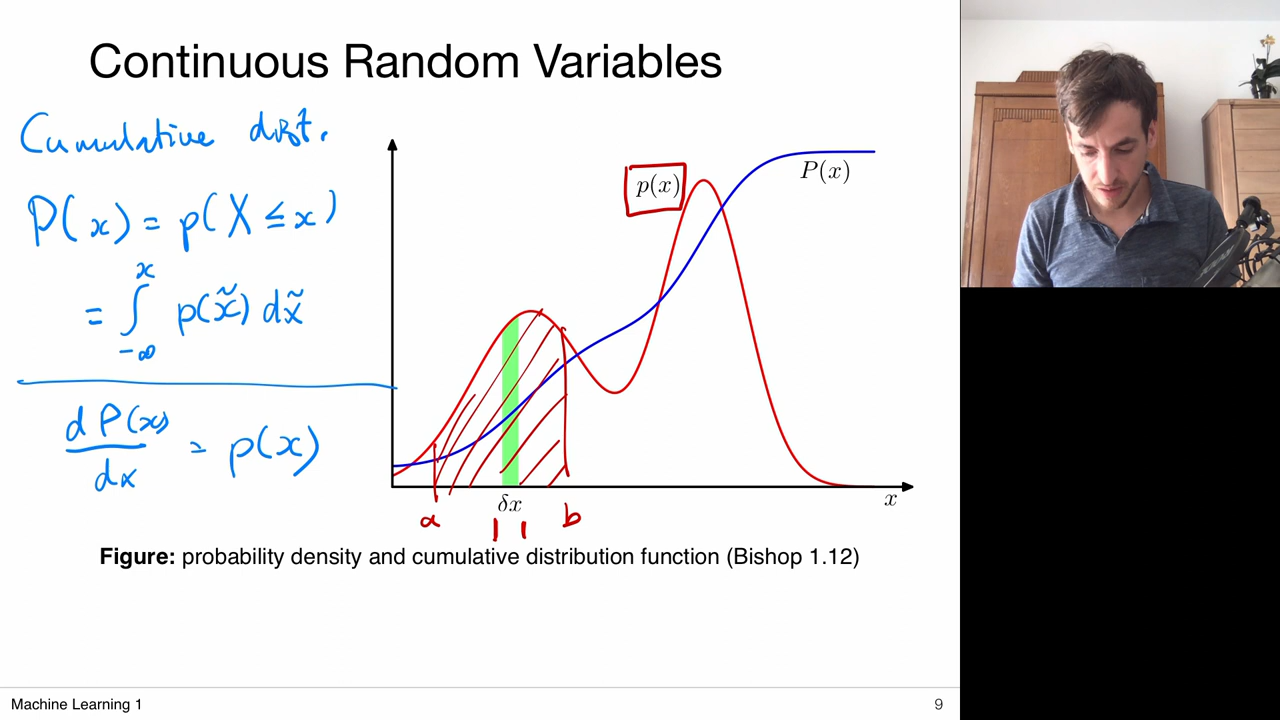 Continuous Random Variables
Cumulative dist.
P(x) = p(X ≤ x)
= ∫_{-∞}^{x} p(x̃) dx̃
dP(x)/dx = p(x)
p(x)
P(x)
δx
x
a
b
Figure: probability density and cumulative distribution function (Bishop 1.12)
Machine Learning 1
9